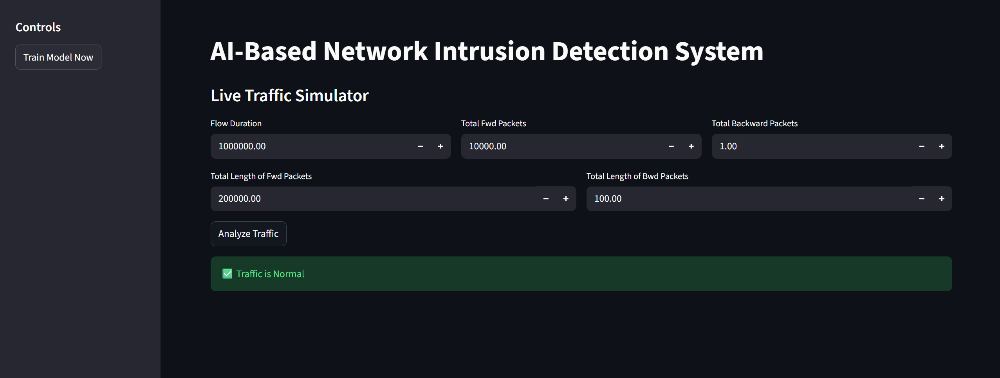 Controls
Train Model Now
AI-Based Network Intrusion Detection System
Live Traffic Simulator
Flow Duration
1000000.00
Total Fwd Packets
10000.00
Total Backward Packets
1.00
Total Length of Fwd Packets
200000.00
Total Length of Bwd Packets
100.00
Analyze Traffic
✅ Traffic is Normal